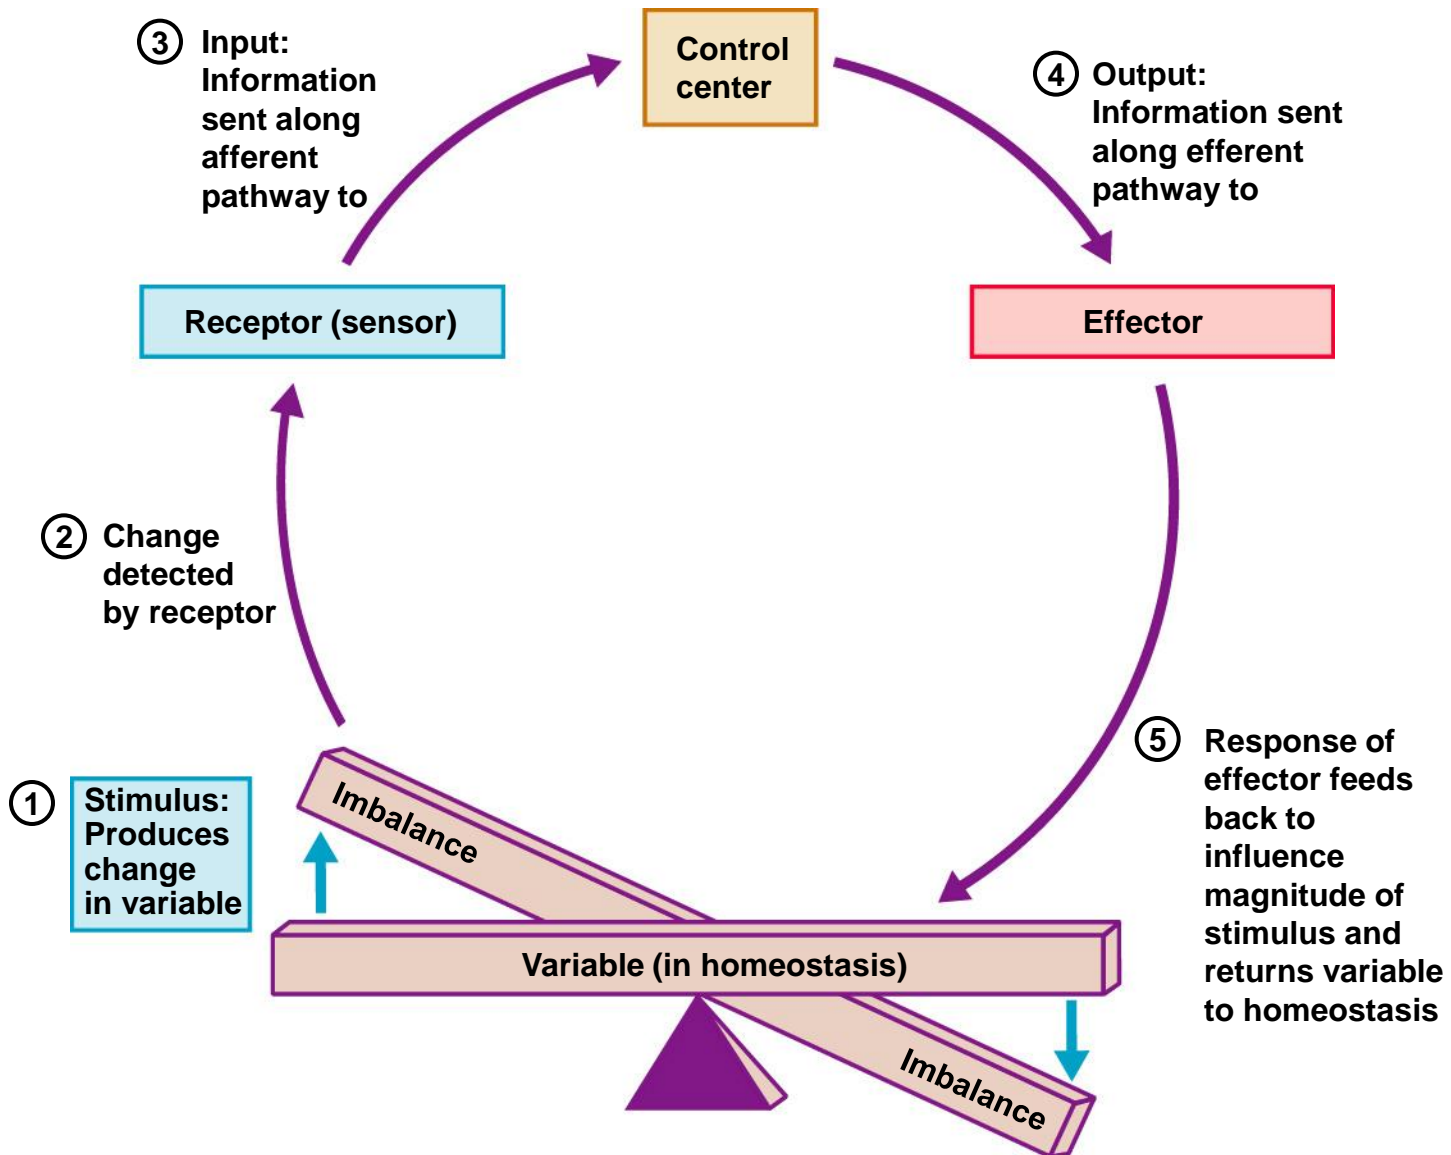 1
Stimulus:
Produces
change
in variable
2
Change
detected
by receptor
3
Input:
Information
sent along
afferent
pathway to
Receptor (sensor)
Control
center
4
Output:
Information sent
along efferent
pathway to
Effector
5
Response of
effector feeds
back to
influence
magnitude of
stimulus and
returns variable
to homeostasis
Imbalance
Variable (in homeostasis)
Imbalance